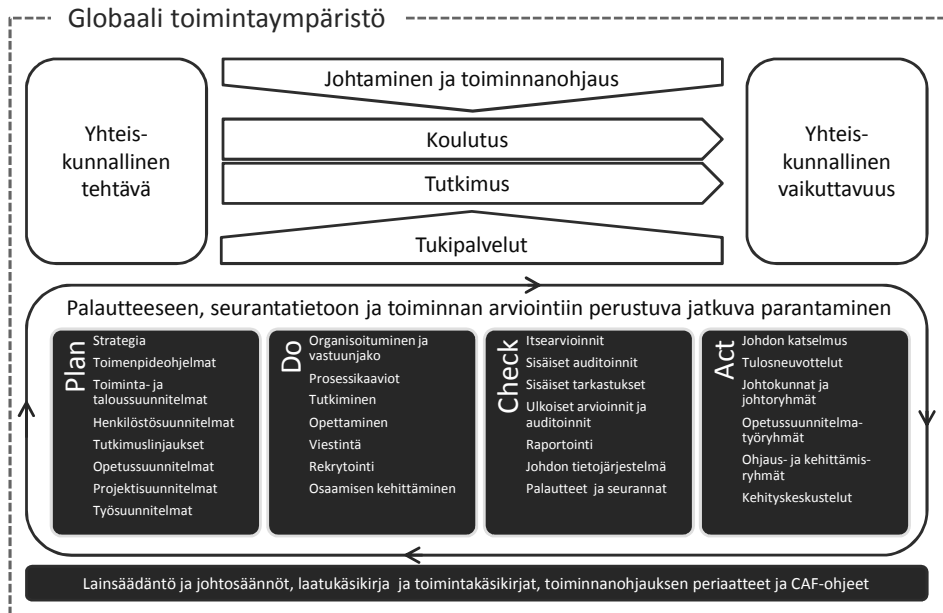 Globaali toimintaympäristö
Johtaminen ja toiminnanohjaus
Yhteis-
kunnallinen
tehtävä
Koulutus
Tutkimus
Tukipalvelut
Yhteis-
kunnallinen
vaikuttavuus
Palautteeseen, seurantatietoon ja toiminnan arviointiin perustuva jatkuva parantaminen
Plan
Strategia
Toimenpideohjelmat
Toiminta- ja
taloussuunnitelmat
Henkilöstösuunnitelmat
Tutkimuslinjaukset
Opetussuunnitelmat
Projektisuunnitelmat
Työsuunnitelmat
Do
Organisoituminen ja
vastuunjako
Prosessikaaviot
Tutkiminen
Opettaminen
Viestintä
Rekrytointi
Osaamisen kehittäminen
Check
Itsearvioinnit
Sisäiset auditoinnit
Sisäiset tarkastukset
Ulkoiset arvioinnit ja
auditoinnit
Raportointi
Johdon tietojärjestelmä
Palautteet ja seurannat
Act
Johdon katselmus
Tulosneuvottelut
Johtokunnat ja
johtoryhmät
Opetussuunnitelma-
työryhmät
Ohjaus- ja kehittämis-
ryhmät
Kehityskeskustelut
Lainsäädäntö ja johtosäännöt, laatukäsikirja ja toimintakäsikirjat, toiminnanohjauksen periaatteet ja CAF-ohjeet